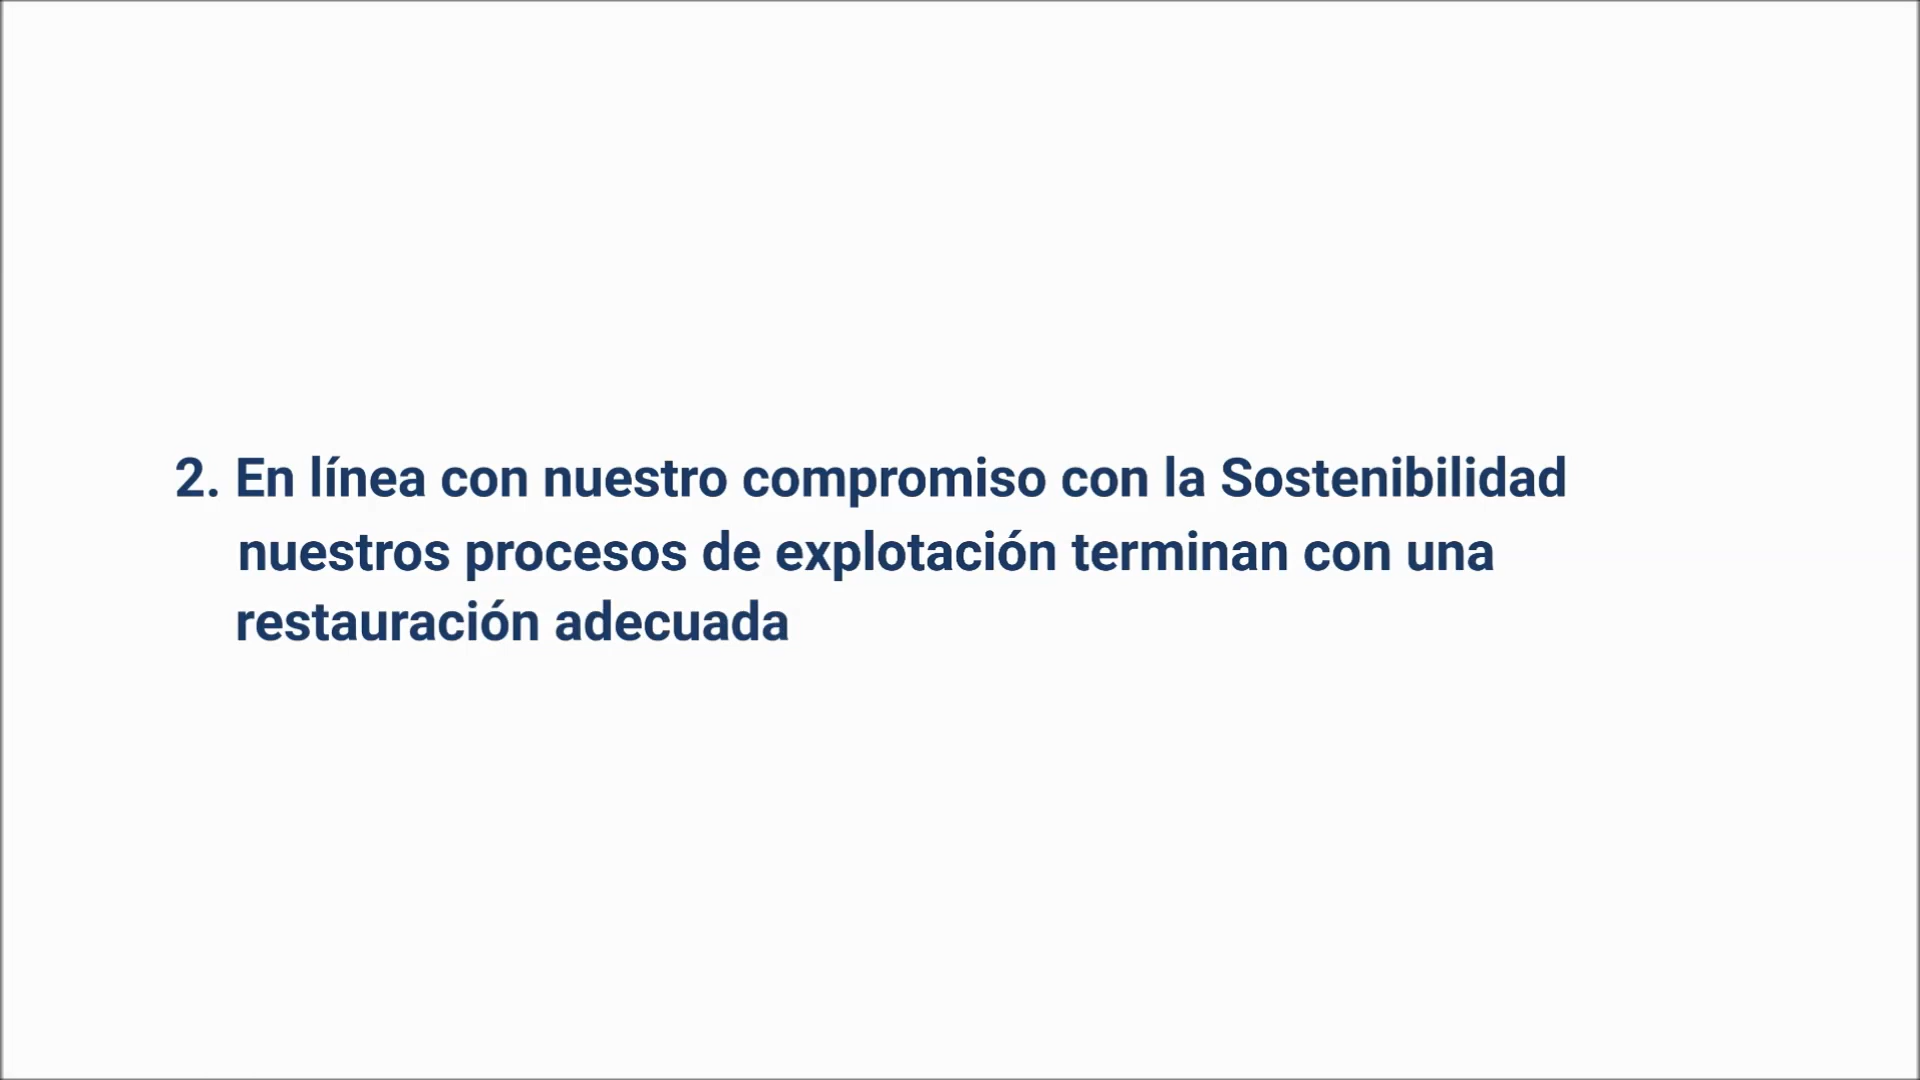 2. En línea con nuestro compromiso con la Sostenibilidad
nuestros procesos de explotación terminan con una
restauración adecuada